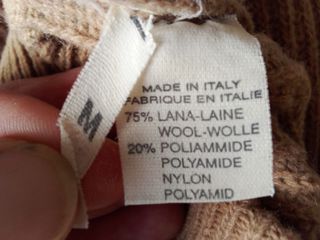 M
MADE IN ITALY
FABRIQUE EN ITALIE
75% LANA-LAINE
WOOL-WOLLE
20% POLIAMMIDE
POLYAMIDE
NYLON
POLYAMID